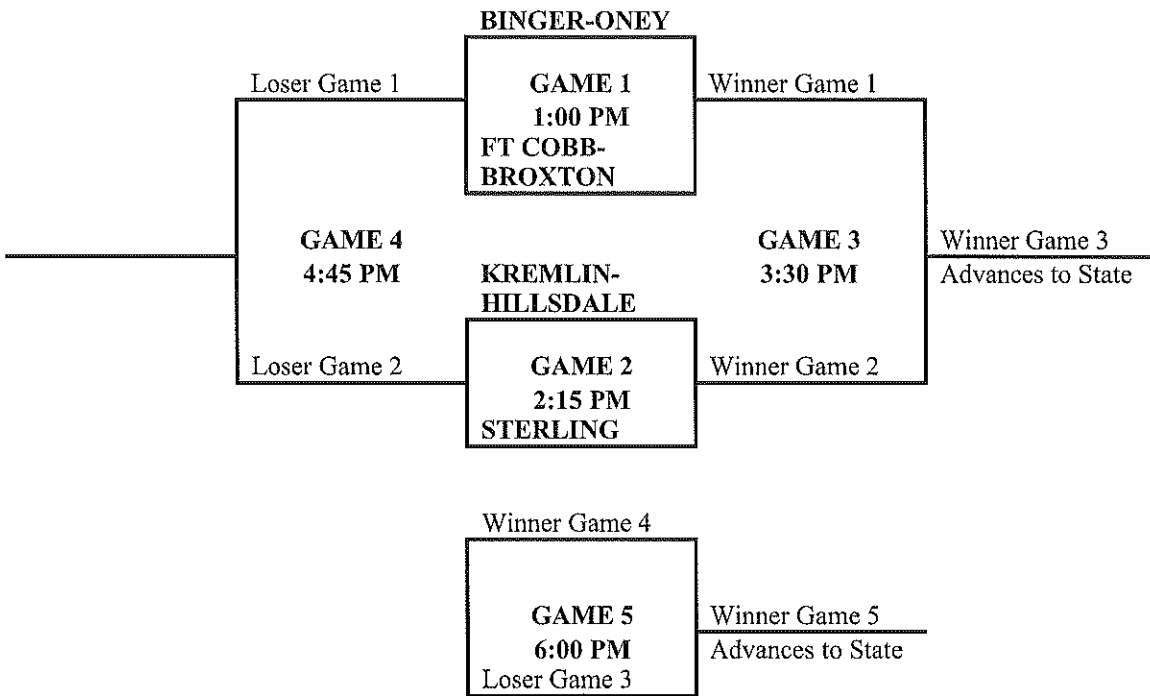 BINGER-ONEY
Loser Game 1
GAME 1
1:00 PM
Winner Game 1
FT COBB-
BROXTON
GAME 4
4:45 PM
KREMLIN-
HILLSDALE
GAME 3
3:30 PM
Winner Game 3
Advances to State
Loser Game 2
GAME 2
2:15 PM
Winner Game 2
STERLING
Winner Game 4
GAME 5
6:00 PM
Loser Game 3
Winner Game 5
Advances to State